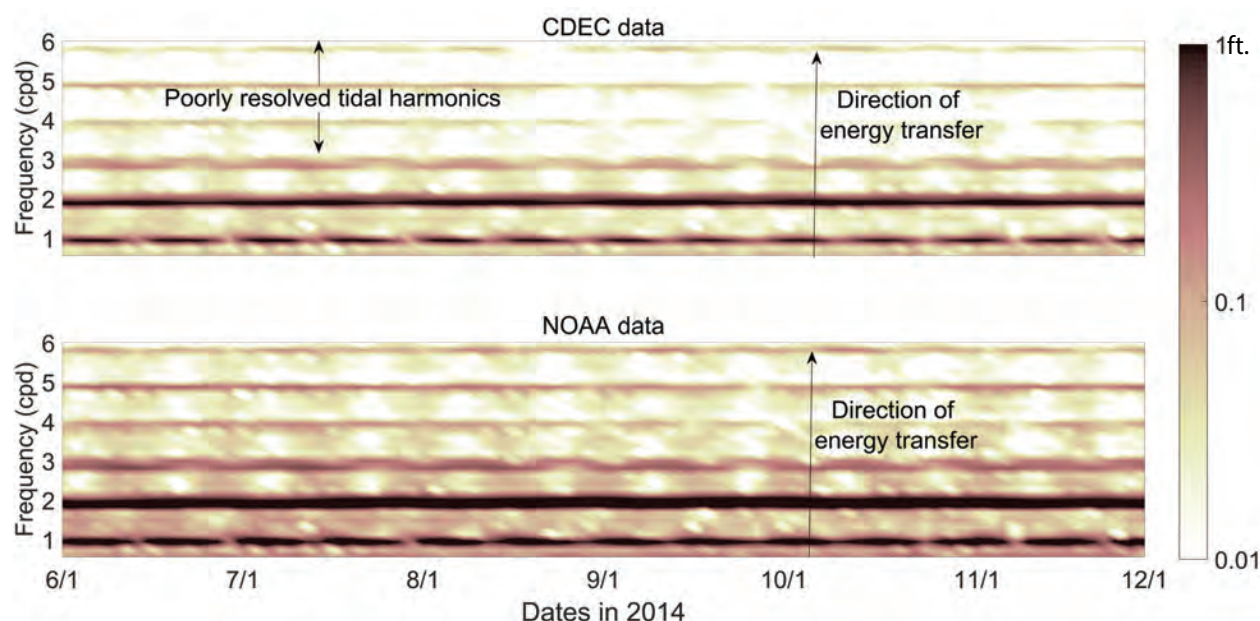 CDEC data
Frequency (cpd)
6
5
4
3
2
1
Poorly resolved tidal harmonics
Direction of
energy transfer
1ft.
0.1
0.01
NOAA data
Frequency (cpd)
6
5
4
3
2
1
Direction of
energy transfer
6/1 7/1 8/1 9/1 10/1 11/1 12/1
Dates in 2014